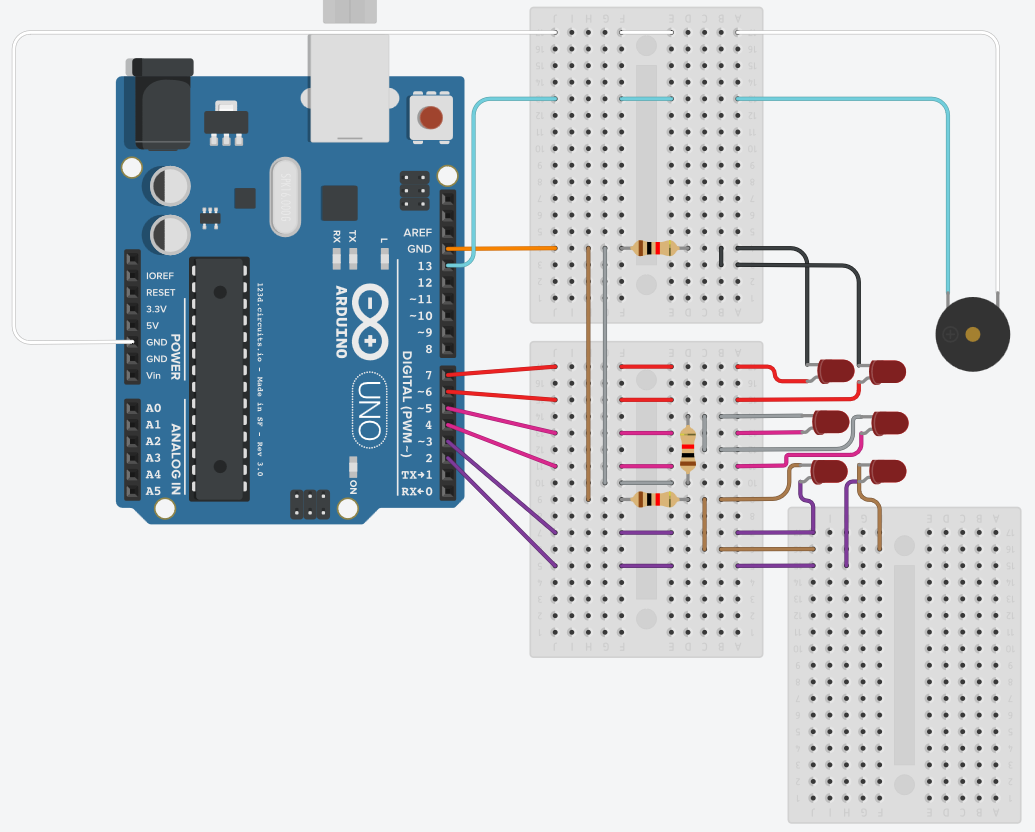 AREF
GND
13
12
~11
~10
~9
8
7
~6
~5
4
~3
2
TX→1
RX←0
DIGITAL (PWM ~)
IOREF
RESET
3.3V
5V
GND
GND
Vin
POWER
A0
A1
A2
A3
A4
A5
ANALOG IN
RX
TX
L
ARDUINO
UNO
ON
123d.circuits.io - Made in SF - Rev 3.0
J I H G F E D C B A
J I H G F E D C B A
J I H G F E D C B A
J I H G F E D C B A
J I H G F E D C B A
J I H G F E D C B A